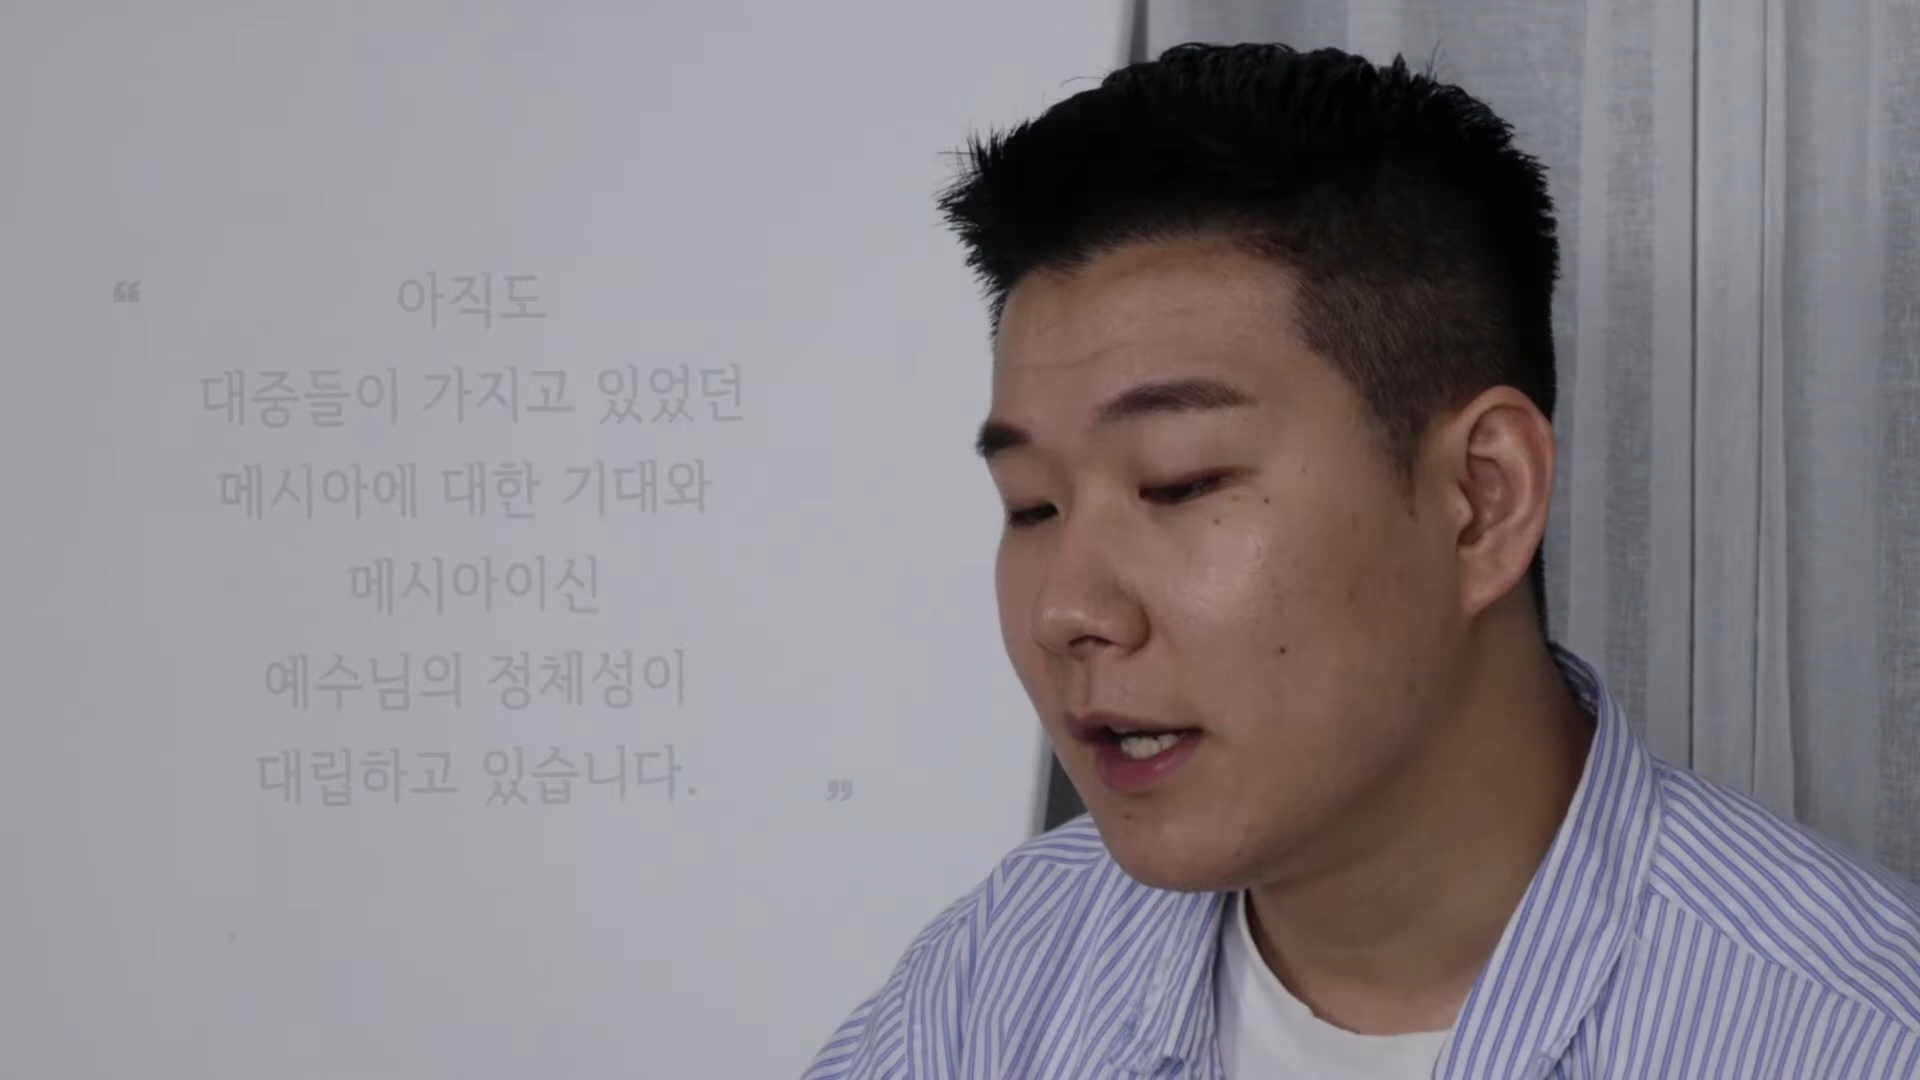 “ 아직도
대중들이 가지고 있었던
메시아에 대한 기대와
메시아이신
예수님의 정체성이
대립하고 있습니다. ”